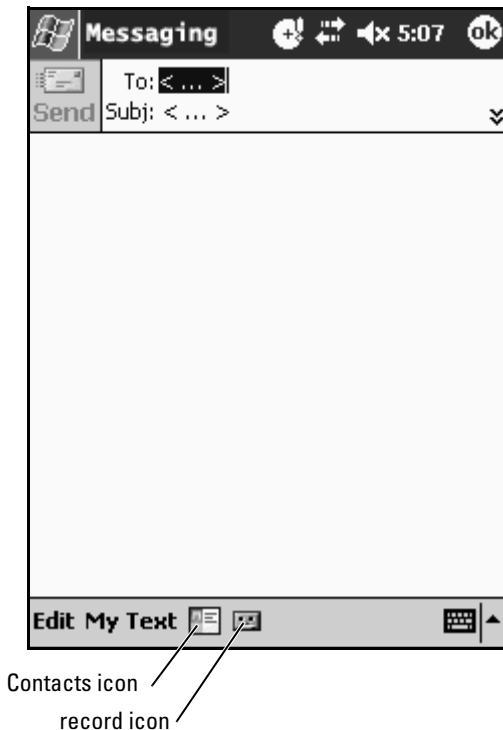 Messaging 5:07 ok
To: < ... >
Send Subj: < ... >
Edit My Text
Contacts icon
record icon